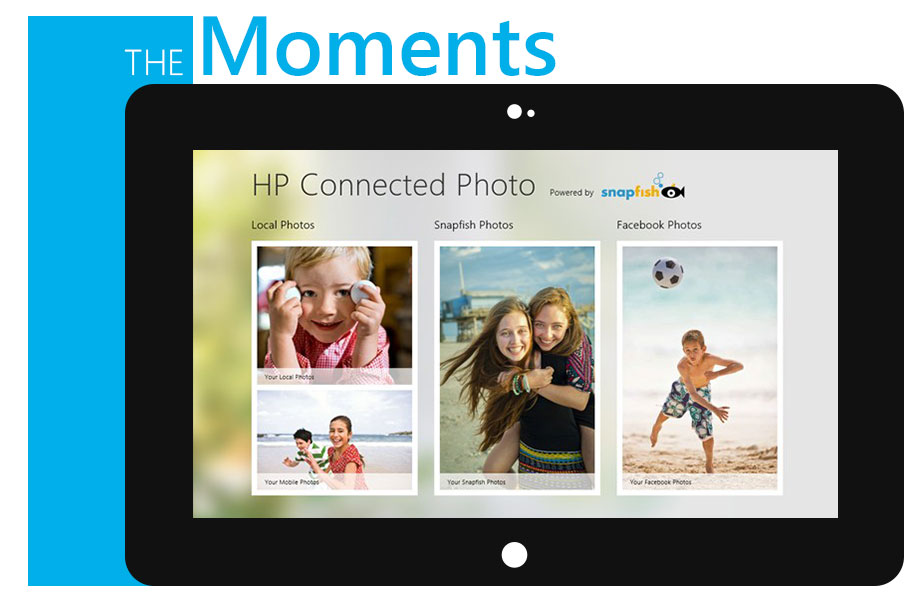 THE Moments
HP Connected Photo Powered by snapfish
Local Photos Snapfish Photos Facebook Photos
Your Local Photos
Your Mobile Photos Your Snapfish Photos Your Facebook Photos